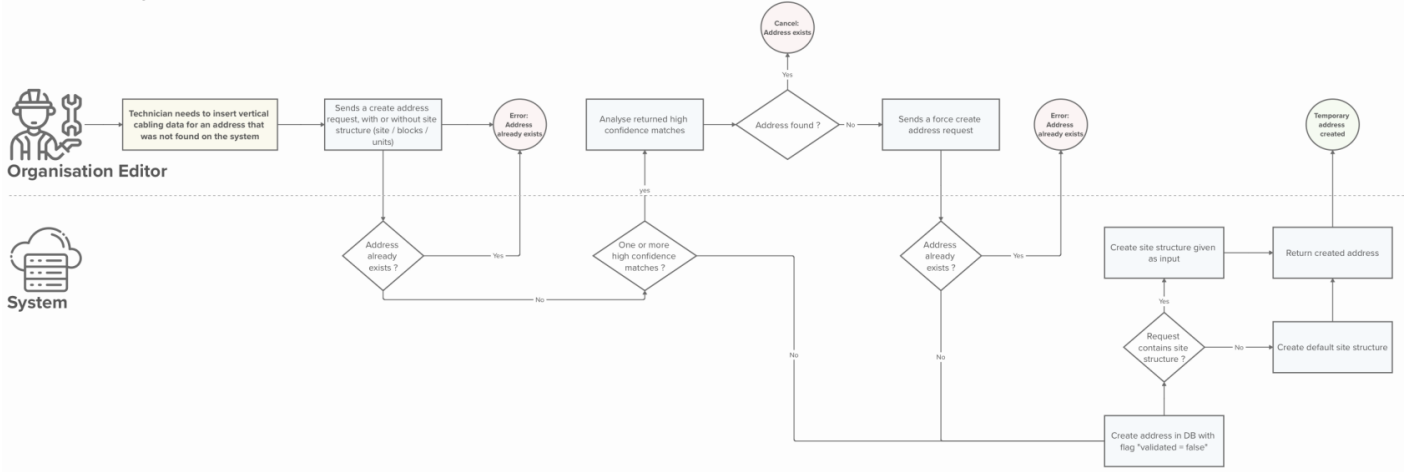 Cancel:
Address exists
Yes
Technician needs to insert vertical
cabling data for an address that
was not found on the system
Sends a create address
request, with or without site
structure (site / blocks /
units)
Error:
Address
already exists
Analyse returned high
confidence matches
Address found ?
No
Sends a force create
address request
Error:
Address
already exists
Temporary
address
created
Organisation Editor
yes
Address
already
exists ?
Yes
No
One or more
high confidence
matches ?
No
Address
already
exists ?
Yes
No
Create site structure given
as input
Return created address
Yes
Request
contains site
structure ?
No
Create default site structure
Create address in DB with
flag "validated = false"
System